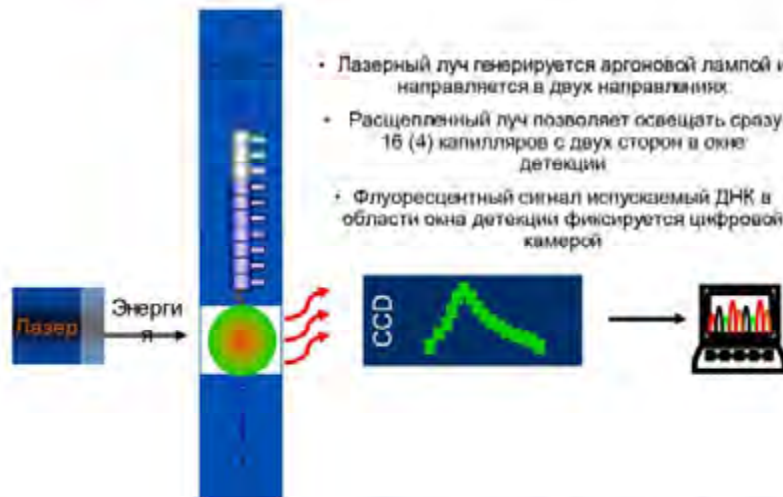 • Лазерный луч генерируется аргоновой лампой и
направляется в двух направлениях
• Расщепленный луч позволяет освещать сразу
16 (4) капилляров с двух сторон в окне
детекции
• Флуоресцентный сигнал испускаемый ДНК в
области окна детекции фиксируется цифровой
камерой
Лазер
Энерги
я
CCD